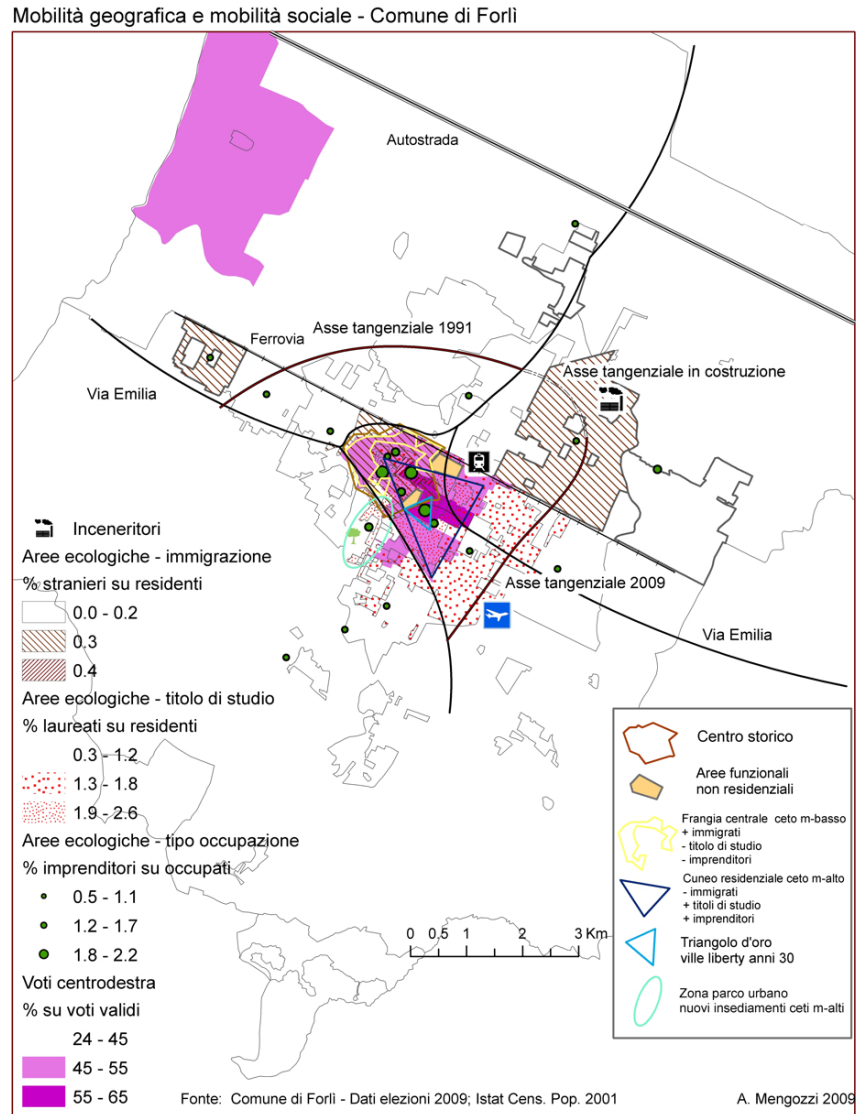 Mobilità geografica e mobilità sociale - Comune di Forlì
Autostrada
Asse tangenziale 1991
Ferrovia
Asse tangenziale in costruzione
Via Emilia
Asse tangenziale 2009
Via Emilia
Inceneritori
Aree ecologiche - immigrazione
% stranieri su residenti
0.0 - 0.2
0.3
0.4
Aree ecologiche - titolo di studio
% laureati su residenti
0.3 - 1.2
1.3 - 1.8
1.9 - 2.6
Aree ecologiche - tipo occupazione
% imprenditori su occupati
0.5 - 1.1
1.2 - 1.7
1.8 - 2.2
Voti centrodestra
% su voti validi
24 - 45
45 - 55
55 - 65
0 0.5 1 2 3 Km
Centro storico
Aree funzionali
non residenziali
Frangia centrale ceto m-basso
+ immigrati
- titolo di studio
- imprenditori
Cuneo residenziale ceto m-alto
- immigrati
+ titoli di studio
+ imprenditori
Triangolo d'oro
ville liberty anni 30
Zona parco urbano
nuovi insediamenti ceti m-alti
Fonte: Comune di Forlì - Dati elezioni 2009; Istat Cens. Pop. 2001
A. Mengozzi 2009